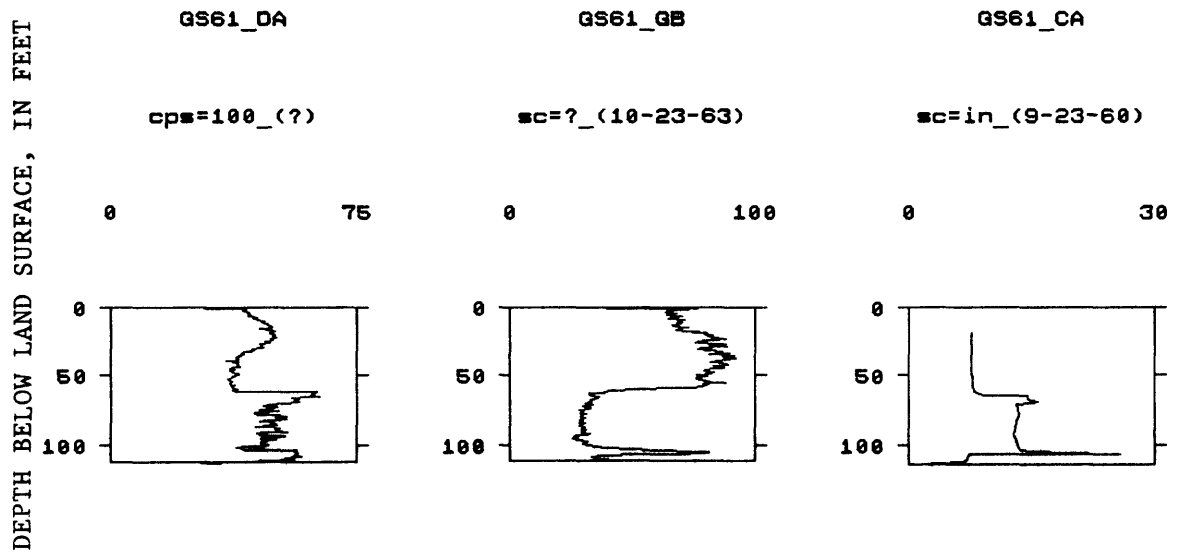 DEPTH BELOW LAND SURFACE, IN FEET
GS61_DA GS61_GB GS61_CA
cps=100_(?) sc=?_(10-23-63) sc=in_(9-23-60)
0 75 0 100 0 30
0 0 0
50 50 50
100 100 100